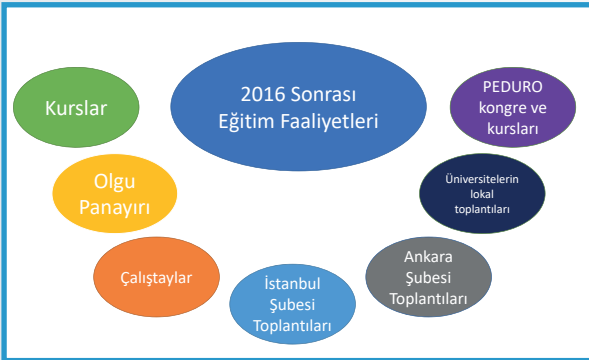 2016 Sonrası
Eğitim Faaliyetleri
Kurslar
Olgu
Panayırı
Çalıştaylar
İstanbul
Şubesi
Toplantıları
Ankara
Şubesi
Toplantıları
Üniversitelerin
lokal
toplantıları
PEDURO
kongre ve
kursları